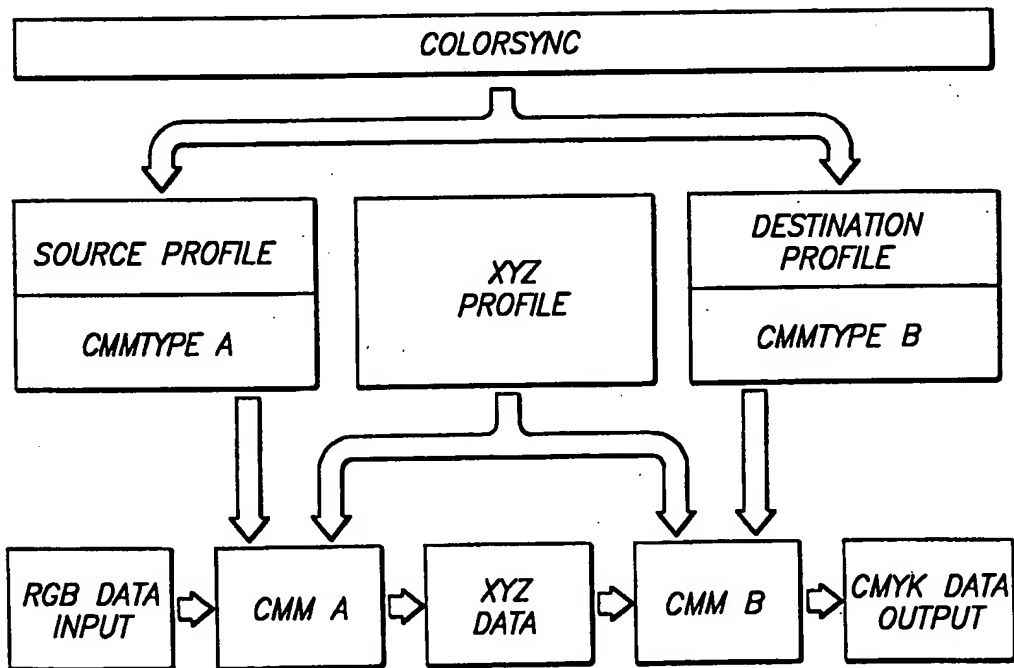 COLORSYNC
SOURCE PROFILE
CMMTYPE A
XYZ
PROFILE
DESTINATION
PROFILE
CMMTYPE B
RGB DATA
INPUT
CMM A
XYZ
DATA
CMM B
CMYK DATA
OUTPUT